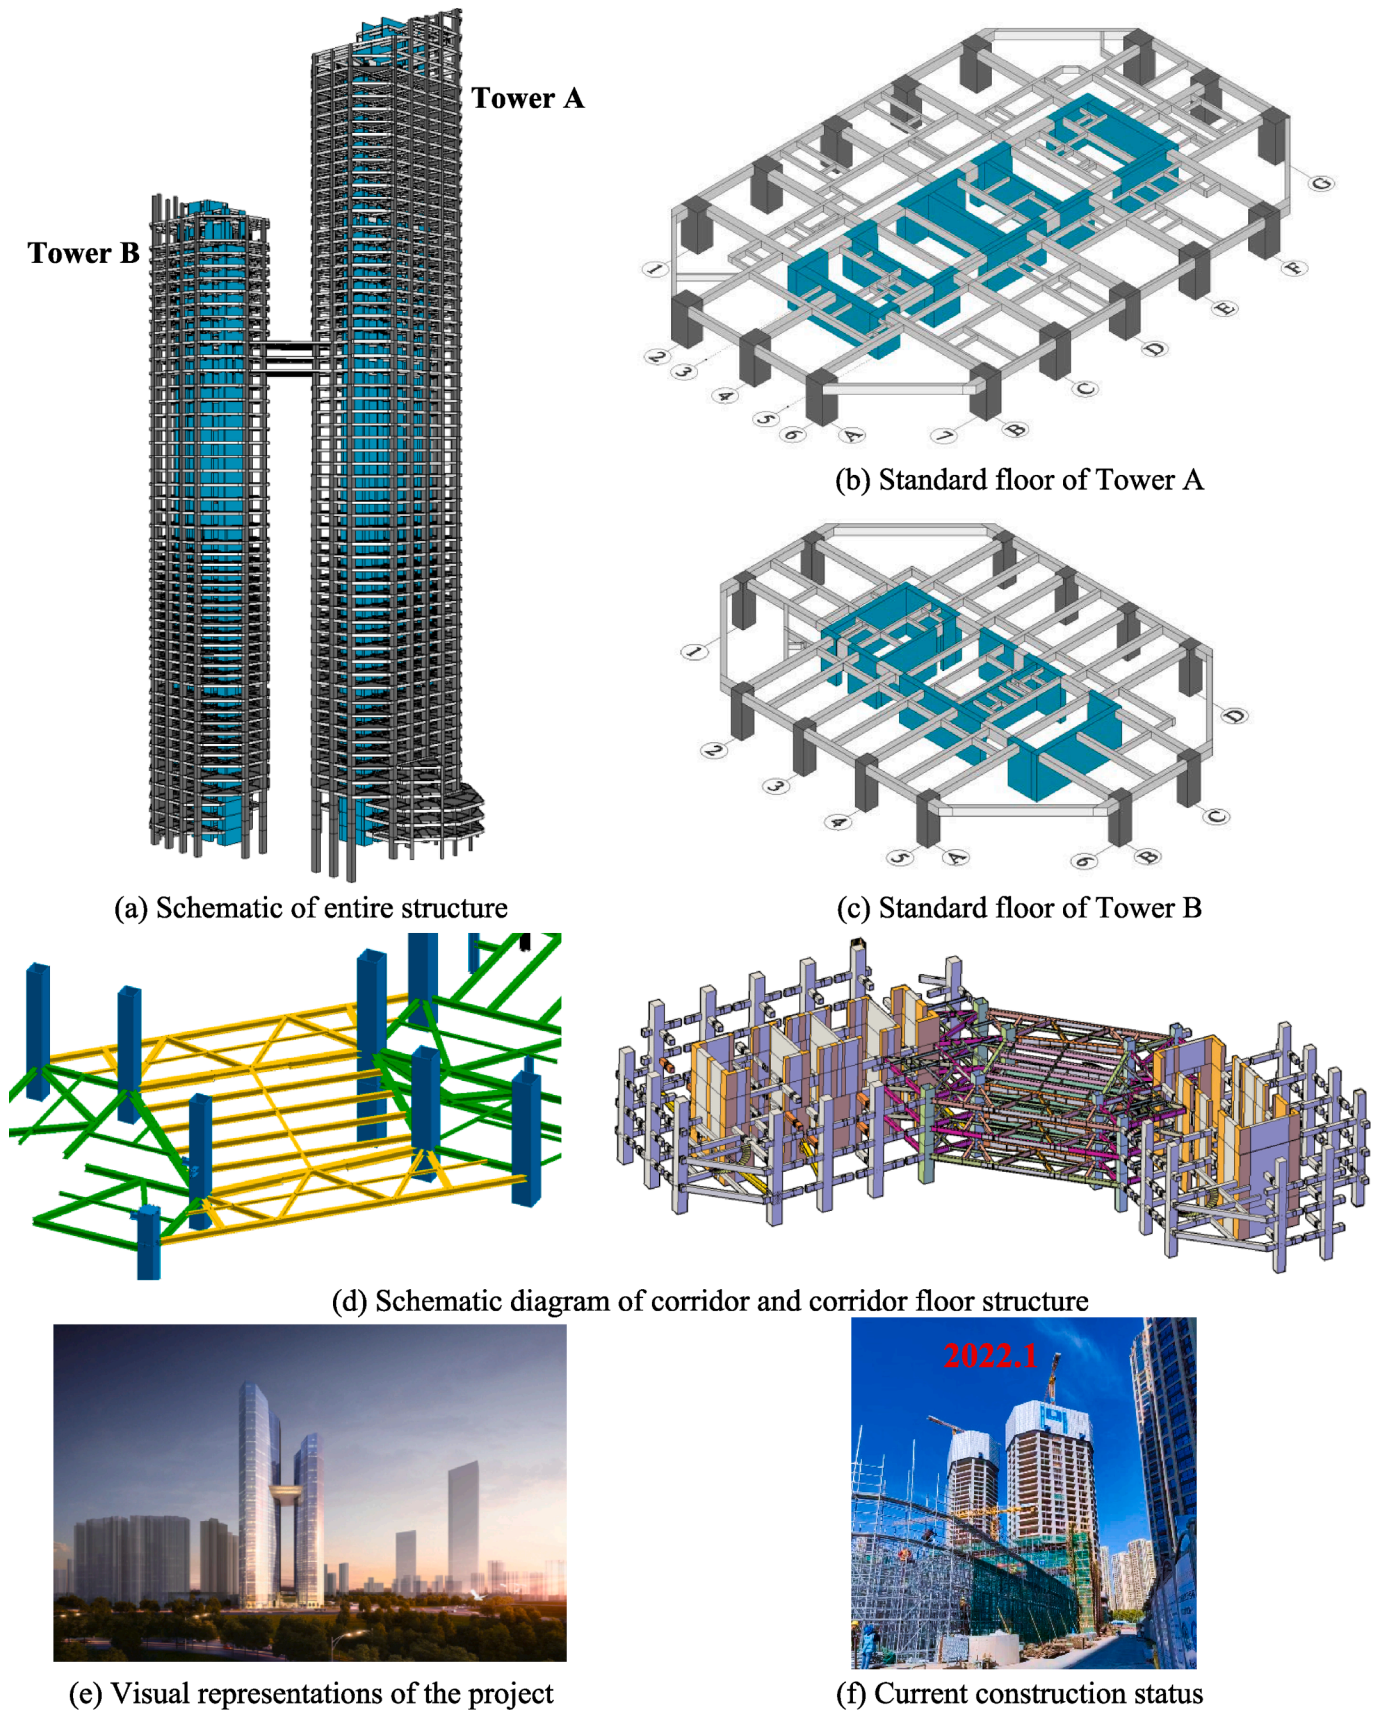 Tower A
Tower B
(a) Schematic of entire structure
1
2
3
4
5
6
A
7
B
C
D
E
F
G
(b) Standard floor of Tower A
1
2
3
4
5
A
6
B
C
D
(c) Standard floor of Tower B
(d) Schematic diagram of corridor and corridor floor structure
(e) Visual representations of the project
2022.1
(f) Current construction status